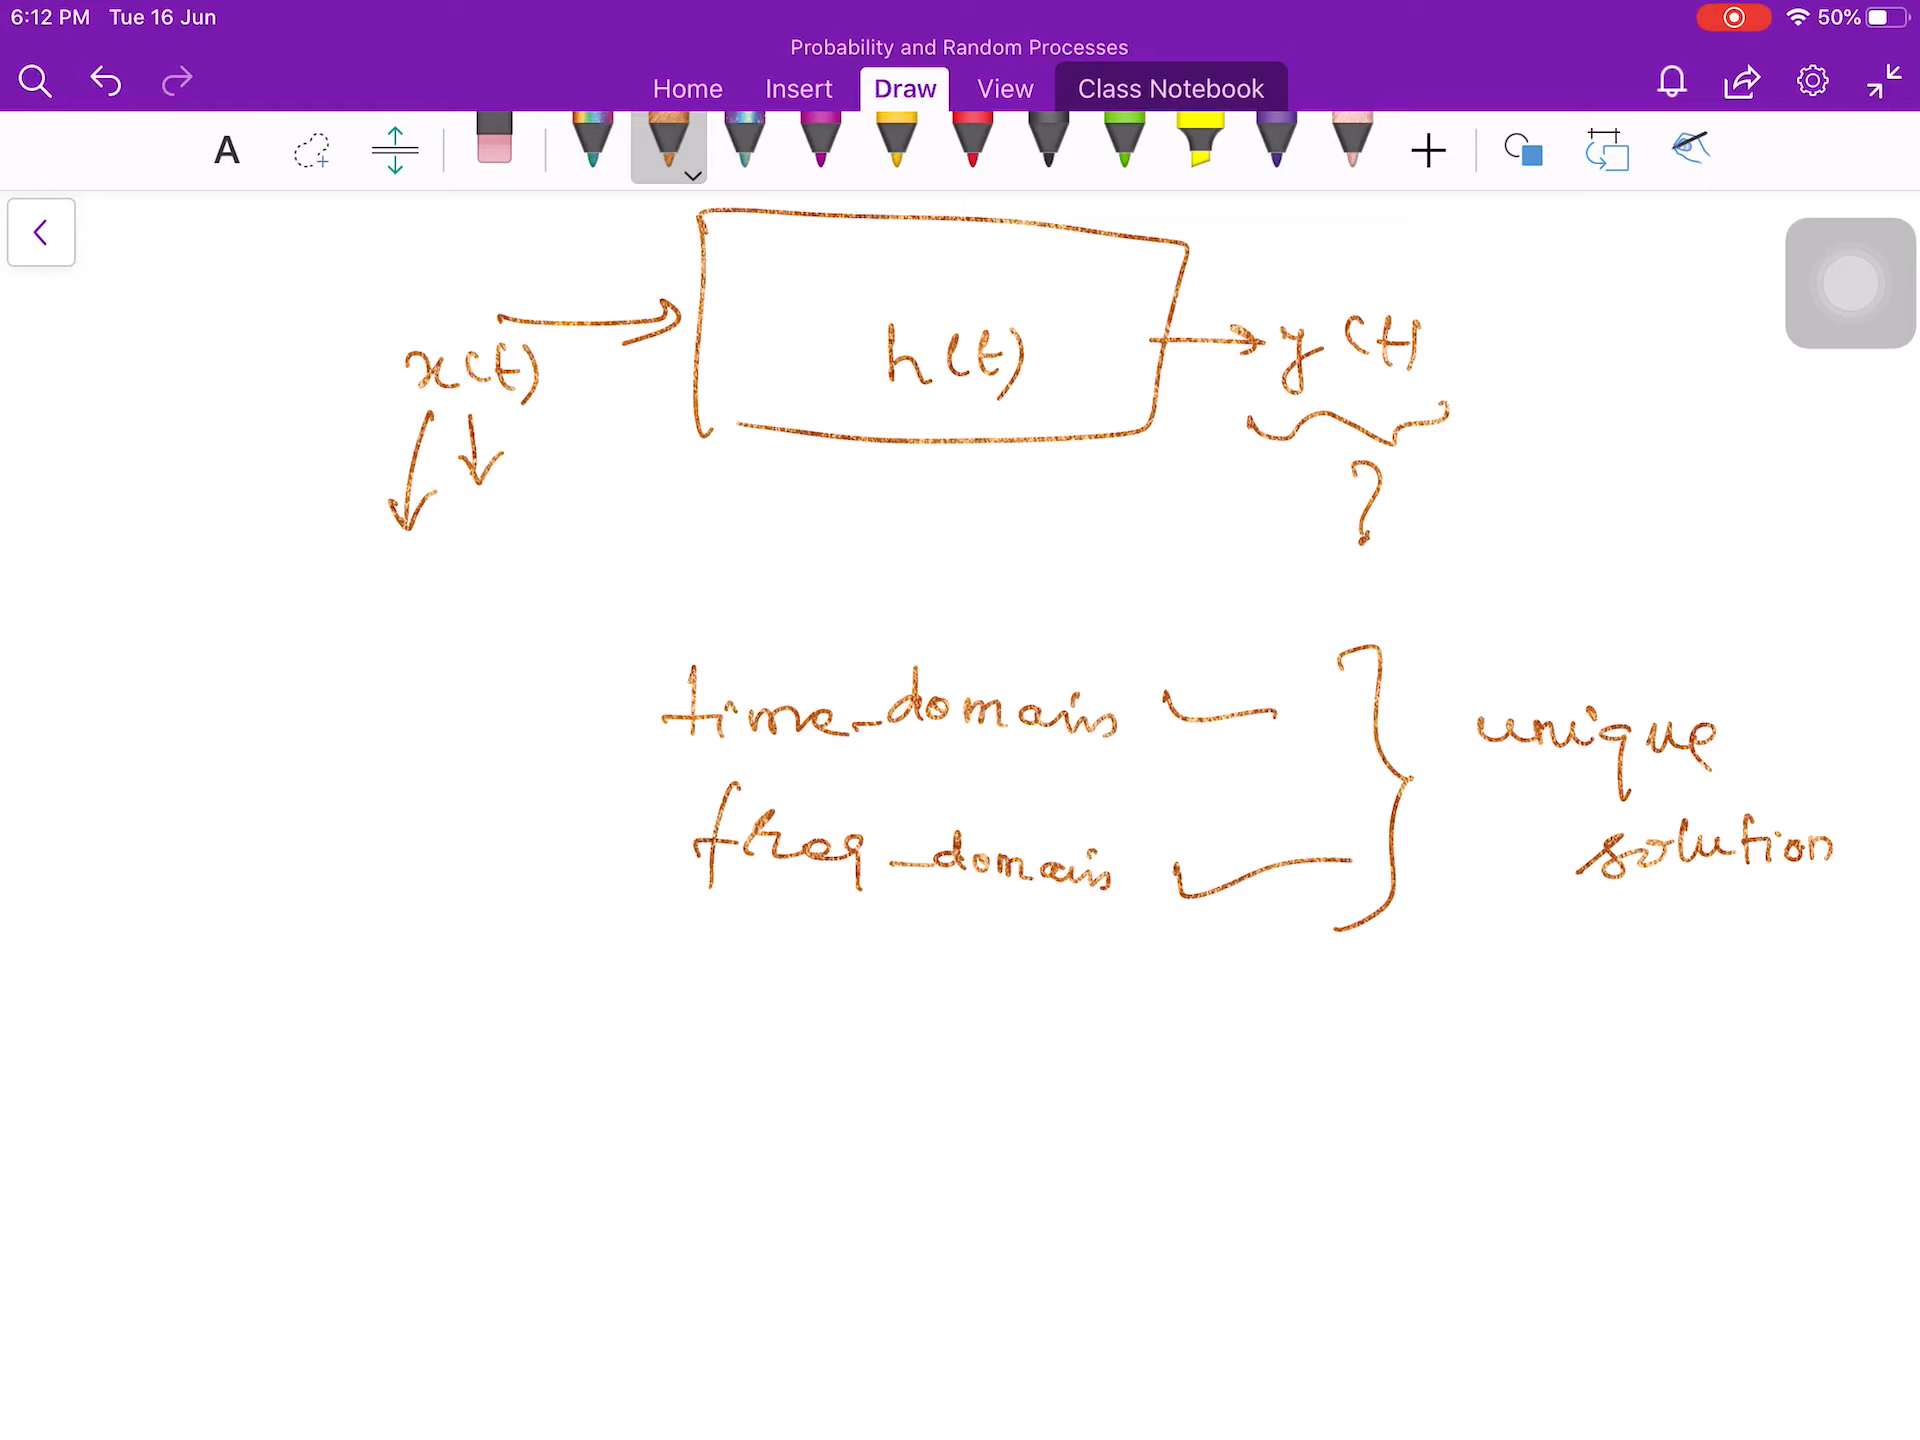 6:12 PM Tue 16 Jun 50%
Probability and Random Processes
Home Insert Draw View Class Notebook
A
x(t) h(t) y(t)
?
time-domain
freq-domain
unique
solution